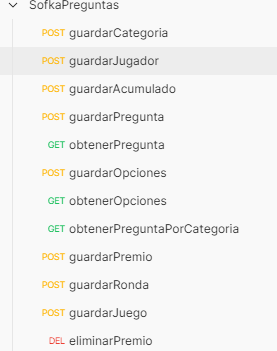 SofkaPreguntas
POST guardarCategoria
POST guardarJugador
POST guardarAcumulado
POST guardarPregunta
GET obtenerPregunta
POST guardarOpciones
GET obtenerOpciones
GET obtenerPreguntaPorCategoria
POST guardarPremio
POST guardarRonda
POST guardarJuego
DEL eliminarPremio